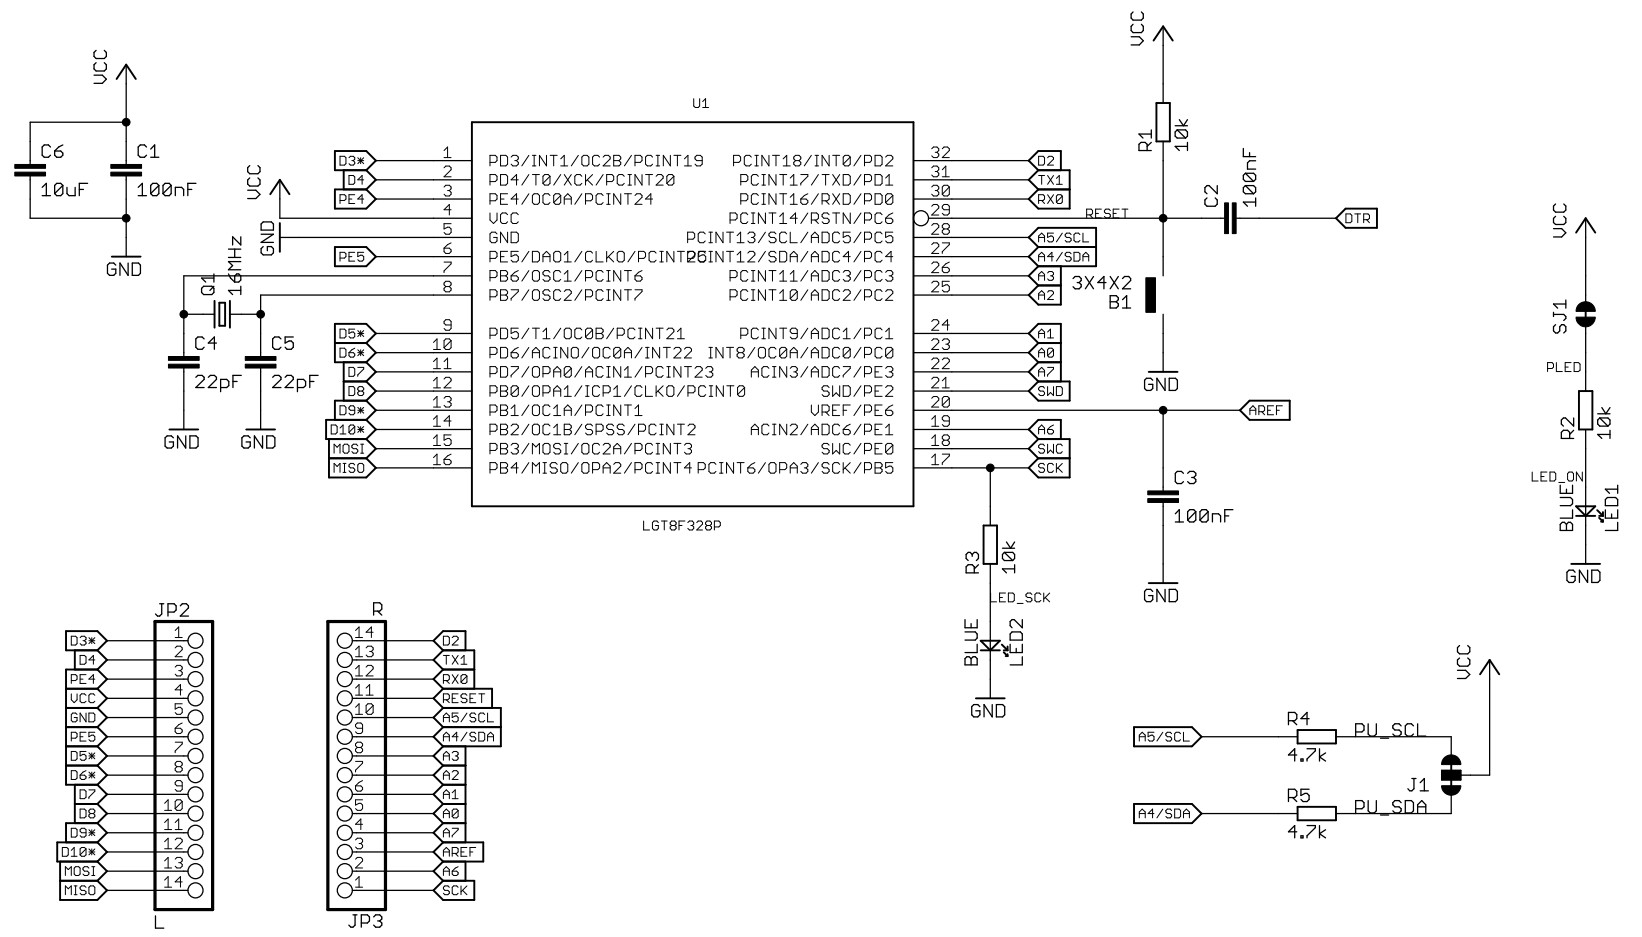 VCC
C6
10uF
C1
100nF
GND
VCC
GND
Q1
16MHz
C4
22pF
C5
22pF
GND
GND
U1
D3* 1 PD3/INT1/OC2B/PCINT19
D4 2 PD4/T0/XCK/PCINT20
PE4 3 PE4/OC0A/PCINT24
4 VCC
5 GND
PE5 6 PE5/DAO1/CLKO/PCINT25
7 PB6/OSC1/PCINT6
8 PB7/OSC2/PCINT7
D5* 9 PD5/T1/OC0B/PCINT21
D6* 10 PD6/ACINO/OC0A/INT22
D7 11 PD7/OPA0/ACIN1/PCINT23
D8 12 PB0/OPA1/ICP1/CLKO/PCINT0
D9* 13 PB1/OC1A/PCINT1
D10* 14 PB2/OC1B/SPSS/PCINT2
MOSI 15 PB3/MOSI/OC2A/PCINT3
MISO 16 PB4/MISO/OPA2/PCINT4
PCINT18/INT0/PD2 32 D2
PCINT17/TXD/PD1 31 TX1
PCINT16/RXD/PD0 30 RX0
PCINT14/RSTN/PC6 29 RESET
PCINT13/SCL/ADC5/PC5 28 A5/SCL
PCINT12/SDA/ADC4/PC4 27 A4/SDA
PCINT11/ADC3/PC3 26 A3
PCINT10/ADC2/PC2 25 A2
PCINT9/ADC1/PC1 24 A1
INT8/OC0A/ADC0/PC0 23 A0
ACIN3/ADC7/PE3 22 A7
SWD/PE2 21 SWD
VREF/PE6 20 AREF
ACIN2/ADC6/PE1 19 A6
SWC/PE0 18 SWC
PCINT6/OPA3/SCK/PB5 17 SCK
LGT8F328P
VCC
R1
10k
C2
100nF
DTR
3X4X2
B1
GND
C3
100nF
GND
R3
10k
LED_SCK
BLUE
LED2
GND
VCC
SJ1
PLED
R2
10k
LED_ON
BLUE
LED1
GND
JP2
D3* 1
D4 2
PE4 3
VCC 4
GND 5
PE5 6
D5* 7
D6* 8
D7 9
D8 10
D9* 11
D10* 12
MOSI 13
MISO 14
L
R
14 D2
13 TX1
12 RX0
11 RESET
10 A5/SCL
9 A4/SDA
8 A3
7 A2
6 A1
5 A0
4 A7
3 AREF
2 A6
1 SCK
JP3
VCC
A5/SCL
R4
4.7k
PU_SCL
J1
A4/SDA
R5
4.7k
PU_SDA